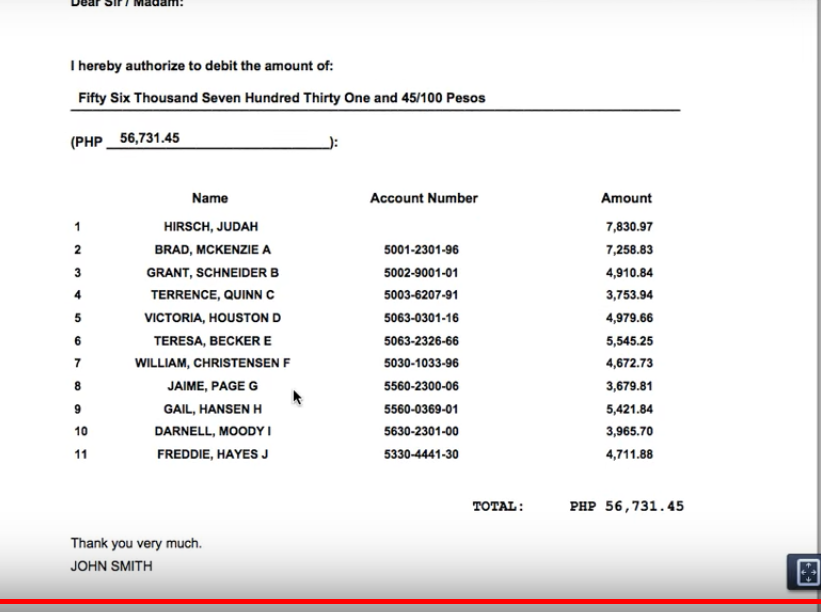 Dear Sir / Madam:
I hereby authorize to debit the amount of:
Fifty Six Thousand Seven Hundred Thirty One and 45/100 Pesos
(PHP 56,731.45 ):
Name Account Number Amount
1 HIRSCH, JUDAH 7,830.97
2 BRAD, MCKENZIE A 5001-2301-96 7,258.83
3 GRANT, SCHNEIDER B 5002-9001-01 4,910.84
4 TERRENCE, QUINN C 5003-6207-91 3,753.94
5 VICTORIA, HOUSTON D 5063-0301-16 4,979.66
6 TERESA, BECKER E 5063-2326-66 5,545.25
7 WILLIAM, CHRISTENSEN F 5030-1033-96 4,672.73
8 JAIME, PAGE G 5560-2300-06 3,679.81
9 GAIL, HANSEN H 5560-0369-01 5,421.84
10 DARNELL, MOODY I 5630-2301-00 3,965.70
11 FREDDIE, HAYES J 5330-4441-30 4,711.88
TOTAL: PHP 56,731.45
Thank you very much.
JOHN SMITH